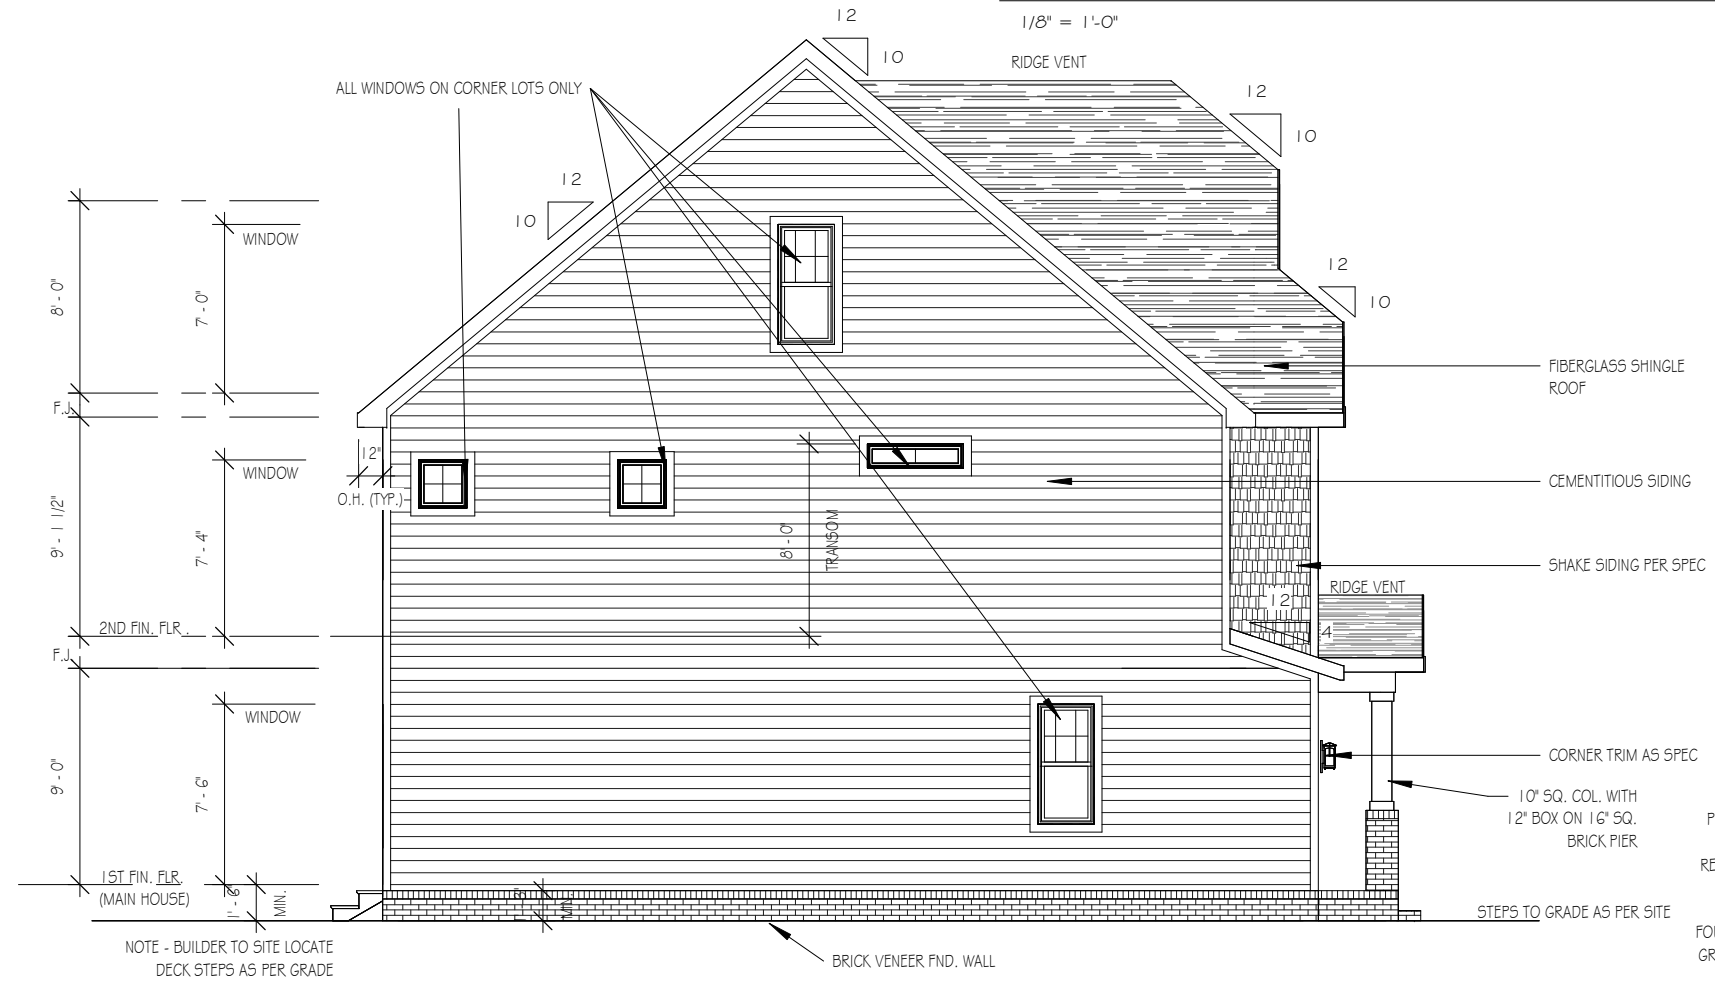 1/8" = 1'-0"
12
10
RIDGE VENT
ALL WINDOWS ON CORNER LOTS ONLY
12
10
12
10
WINDOW
8' - 0"
7' - 0"
12
10
FIBERGLASS SHINGLE
ROOF
F.J.
12"
O.H. (TYP.)
WINDOW
CEMENTITIOUS SIDING
9' - 1 1/2"
7' - 4"
8' - 0"
TRANSOM
SHAKE SIDING PER SPEC
RIDGE VENT
12
4
2ND FIN. FLR.
F.J.
WINDOW
9' - 0"
7' - 6"
CORNER TRIM AS SPEC
10" SQ. COL. WITH
12" BOX ON 16" SQ.
BRICK PIER
P
RE
1ST FIN. FLR.
(MAIN HOUSE)
1' - 6"
MIN.
MIN.
STEPS TO GRADE AS PER SITE
FO
GR
NOTE - BUILDER TO SITE LOCATE
DECK STEPS AS PER GRADE
BRICK VENEER FND. WALL